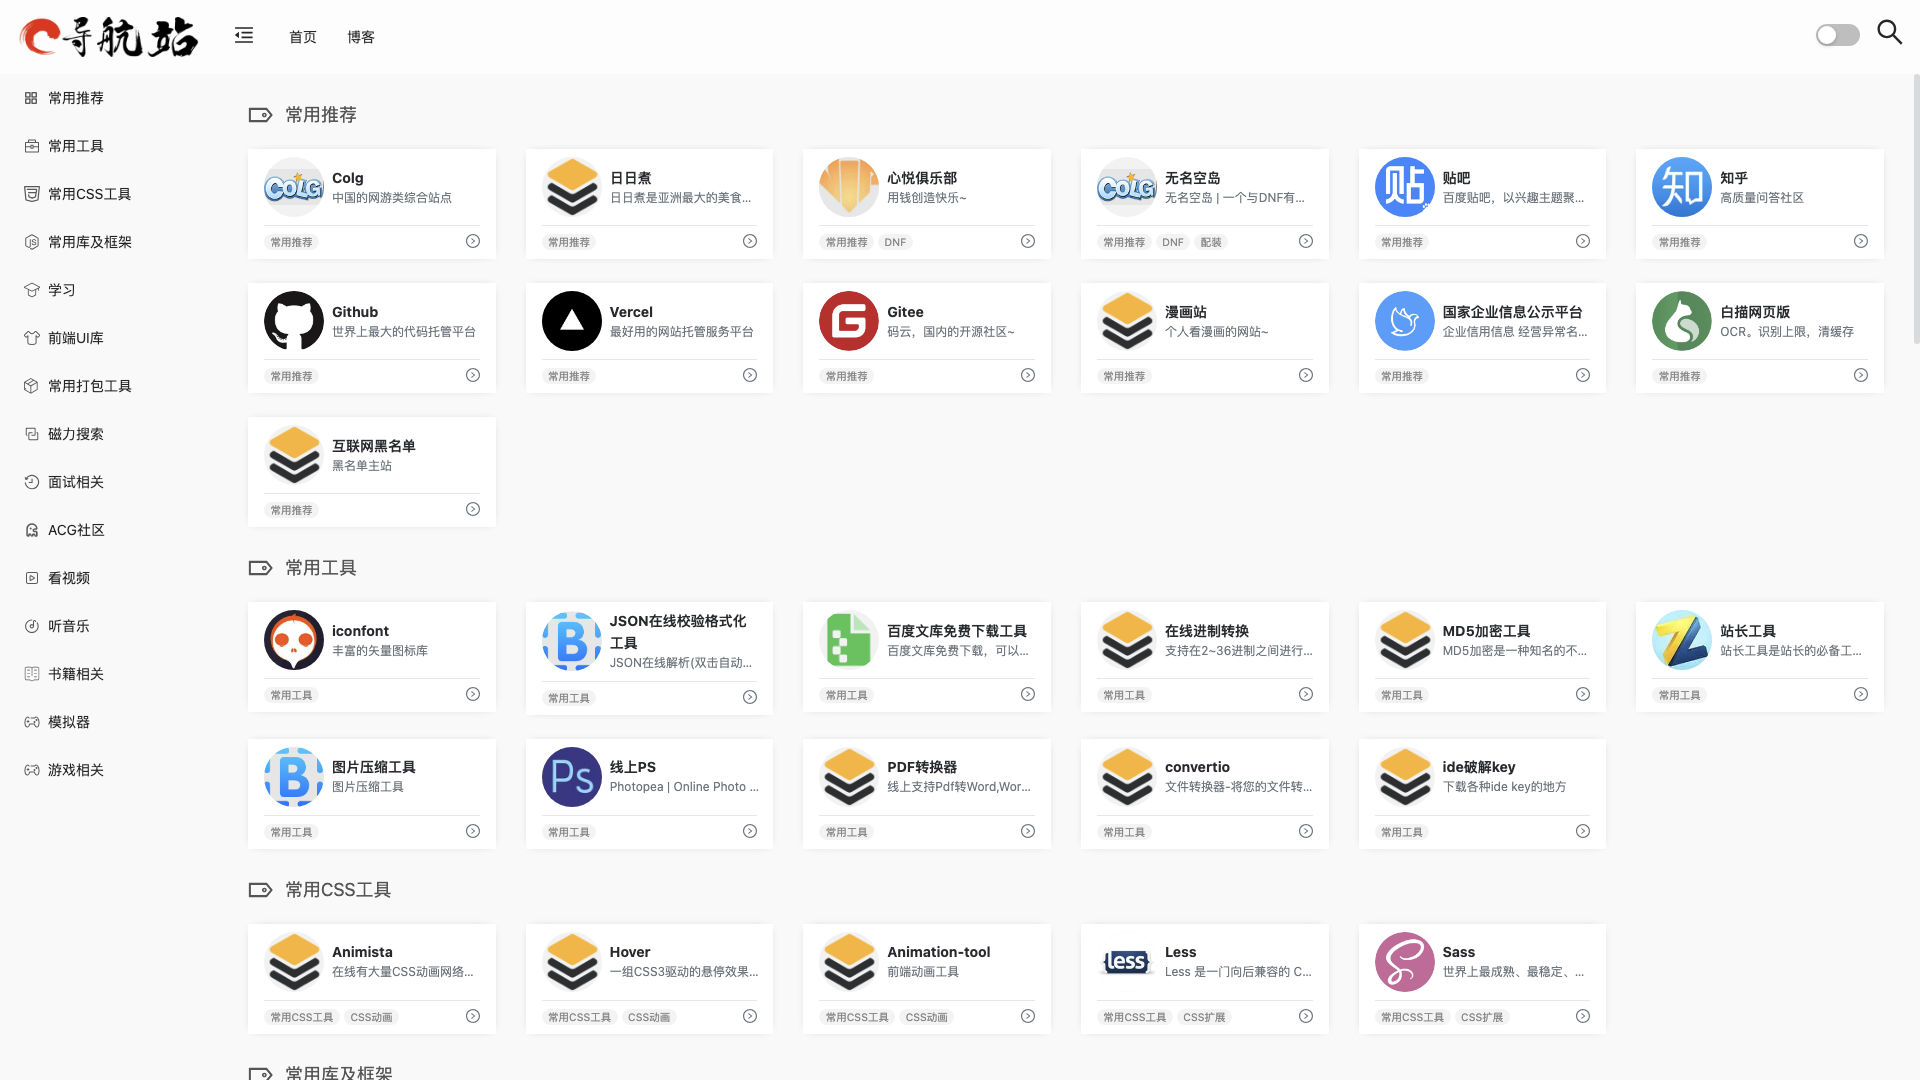 导航站
首页
博客
常用推荐
常用工具
常用CSS工具
常用库及框架
学习
前端UI库
常用打包工具
磁力搜索
面试相关
ACG社区
看视频
听音乐
书籍相关
模拟器
游戏相关
常用推荐
COLG
Colg
中国的网游类综合站点
常用推荐
日日煮
日日煮是亚洲最大的美食...
常用推荐
心悦俱乐部
用钱创造快乐~
常用推荐 DNF
COLG
无名空岛
无名空岛 | 一个与DNF有...
常用推荐 DNF 配装
贴
贴吧
百度贴吧，以兴趣主题聚...
常用推荐
知
知乎
高质量问答社区
常用推荐
Github
世界上最大的代码托管平台
常用推荐
Vercel
最好用的网站托管服务平台
常用推荐
G
Gitee
码云，国内的开源社区~
常用推荐
漫画站
个人看漫画的网站~
常用推荐
国家企业信息公示平台
企业信用信息 经营异常名...
常用推荐
白描网页版
OCR。识别上限，清缓存
常用推荐
互联网黑名单
黑名单主站
常用推荐
常用工具
iconfont
丰富的矢量图标库
常用工具
B
JSON在线校验格式化
工具
JSON在线解析(双击自动...
常用工具
百度文库免费下载工具
百度文库免费下载，可以...
常用工具
在线进制转换
支持在2~36进制之间进行...
常用工具
MD5加密工具
MD5加密是一种知名的不...
常用工具
Z
站长工具
站长工具是站长的必备工...
常用工具
B
图片压缩工具
图片压缩工具
常用工具
Ps
线上PS
Photopea | Online Photo ...
常用工具
PDF转换器
线上支持Pdf转Word,Wor...
常用工具
convertio
文件转换器-将您的文件转...
常用工具
ide破解key
下载各种ide key的地方
常用工具
常用CSS工具
Animista
在线有大量CSS动画网络...
常用CSS工具 CSS动画
Hover
一组CSS3驱动的悬停效果...
常用CSS工具 CSS动画
Animation-tool
前端动画工具
常用CSS工具 CSS动画
less
Less
Less 是一门向后兼容的 C...
常用CSS工具 CSS扩展
Sass
世界上最成熟、最稳定、...
常用CSS工具 CSS扩展
常用库及框架